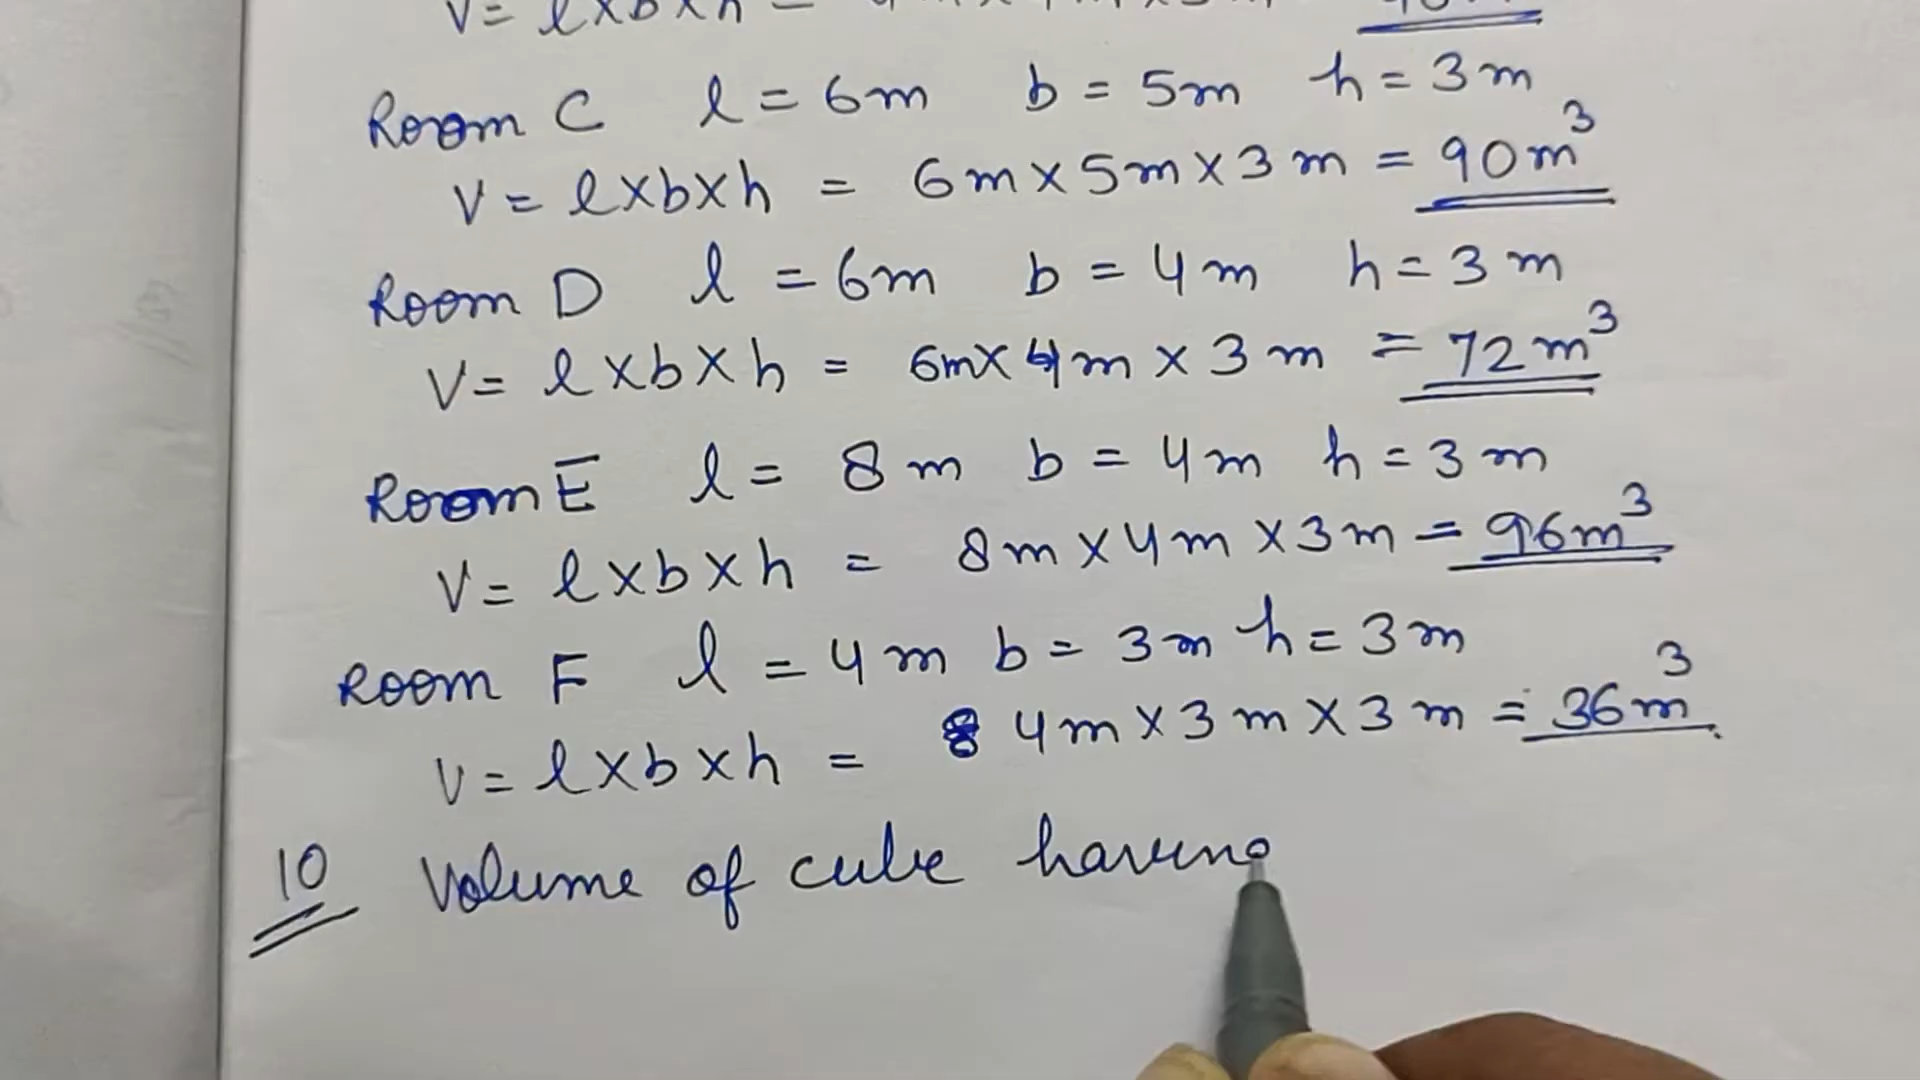 V = l×b×h =
Room C l = 6m b = 5m h = 3m
V = l×b×h = 6m×5m×3m = 90m³
Room D l = 6m b = 4m h = 3m
V = l×b×h = 6m×4m×3m = 72m³
Room E l = 8m b = 4m h = 3m
V = l×b×h = 8m×4m×3m = 96m³
Room F l = 4m b = 3m h = 3m
V = l×b×h = 4m×3m×3m = 36m³.
10 Volume of cube having